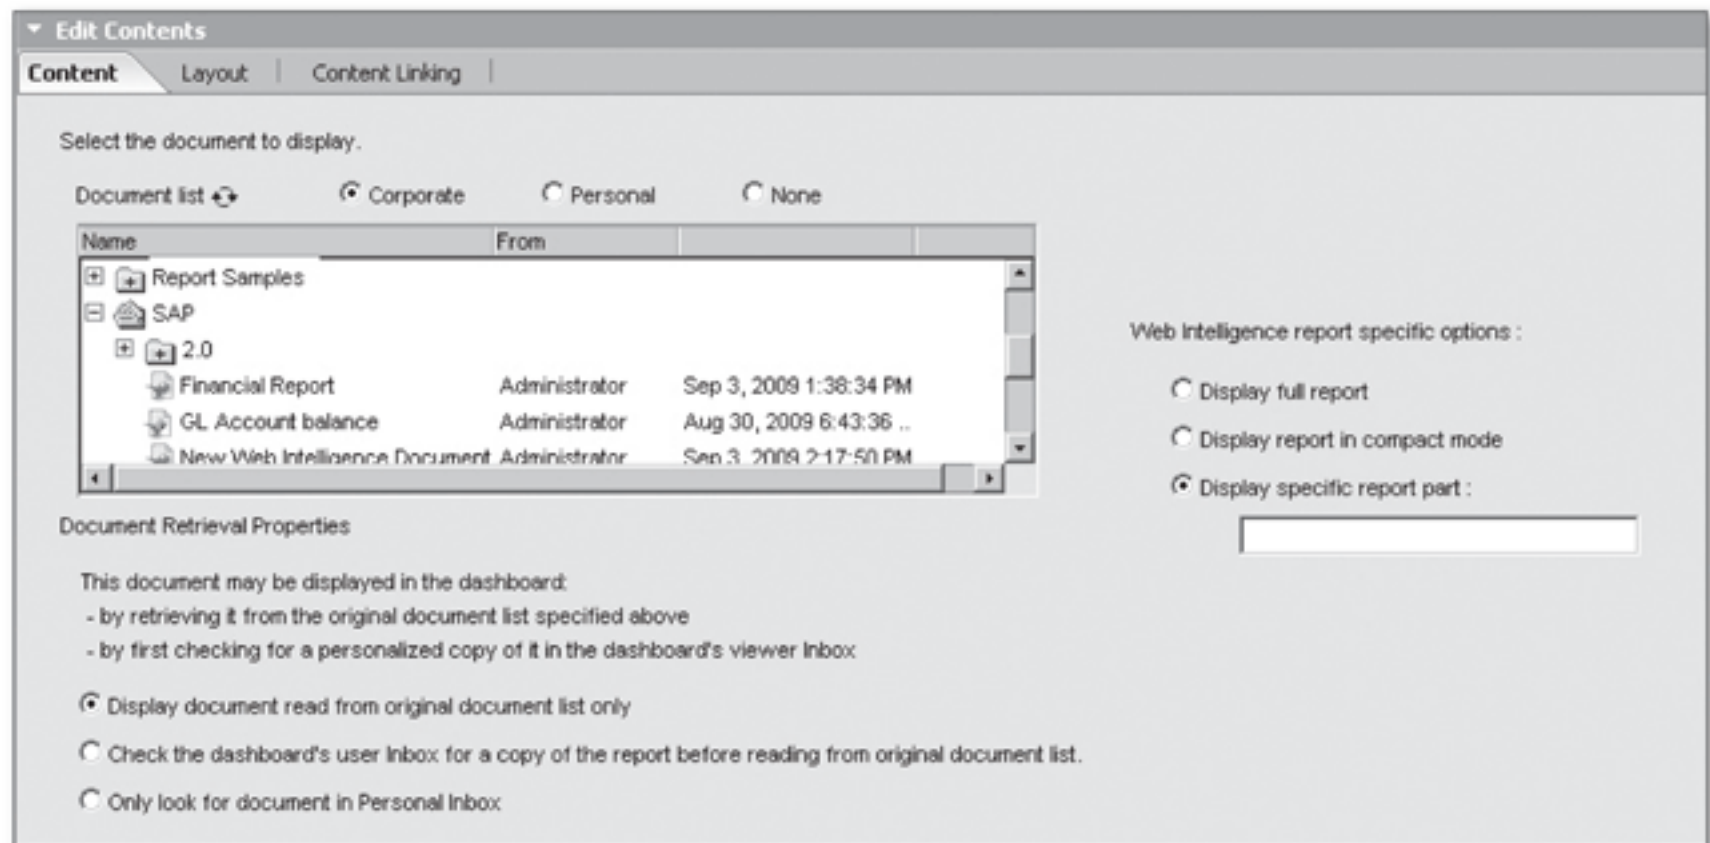 Edit Contents
Content Layout Content Linking
Select the document to display.
Document list Corporate Personal None
Name From
Report Samples
SAP
2.0
Financial Report Administrator Sep 3, 2009 1:38:34 PM
GL Account balance Administrator Aug 30, 2009 6:43:36 ..
New Web Intelligence Document Administrator Sep 3, 2009 2:17:50 PM
Web Intelligence report specific options :
Display full report
Display report in compact mode
Display specific report part :
Document Retrieval Properties
This document may be displayed in the dashboard:
- by retrieving it from the original document list specified above
- by first checking for a personalized copy of it in the dashboard's viewer Inbox
Display document read from original document list only
Check the dashboard's user Inbox for a copy of the report before reading from original document list.
Only look for document in Personal Inbox